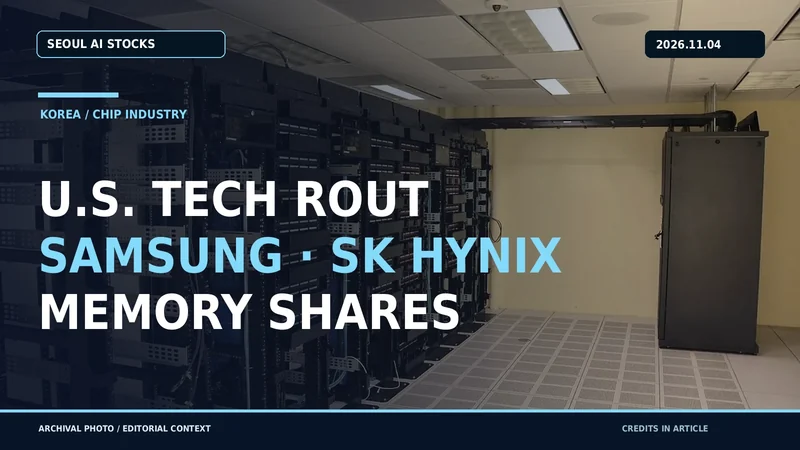 SEOUL AI STOCKS
2026.11.04
KOREA / CHIP INDUSTRY
U.S. TECH ROUT
SAMSUNG · SK HYNIX
MEMORY SHARES
ARCHIVAL PHOTO / EDITORIAL CONTEXT
CREDITS IN ARTICLE